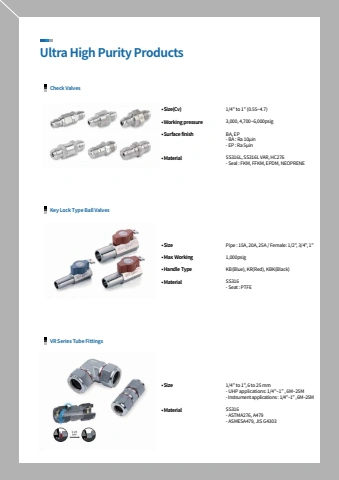 Ultra High Purity Products
Check Valves
• Size(Cv) 1/4" to 1" (0.55~4.7)
• Working pressure 3,000, 4,700~6,000psig
• Surface finish BA, EP
- BA : Ra 10μin
- EP : Ra 5μin
• Material SS316L, SS316L VAR, HC276
- Seal : FKM, FFKM, EPDM, NEOPRENE
Key Lock Type Ball Valves
• Size Pipe : 15A, 20A, 25A / Female: 1/2", 3/4", 1"
• Max Working 1,000psig
• Handle Type KB(Blue), KR(Red), KBK(Black)
• Material SS316
- Seat : PTFE
VR Series Tube Fittings
• Size 1/4" to 1", 6 to 25 mm
- UHP applications: 1/4"~1" , 6M~25M
- Instrument applications : 1/4"~1" , 6M~25M
• Material SS316
- ASTM A276, A479
- ASME SA479, JIS G4303